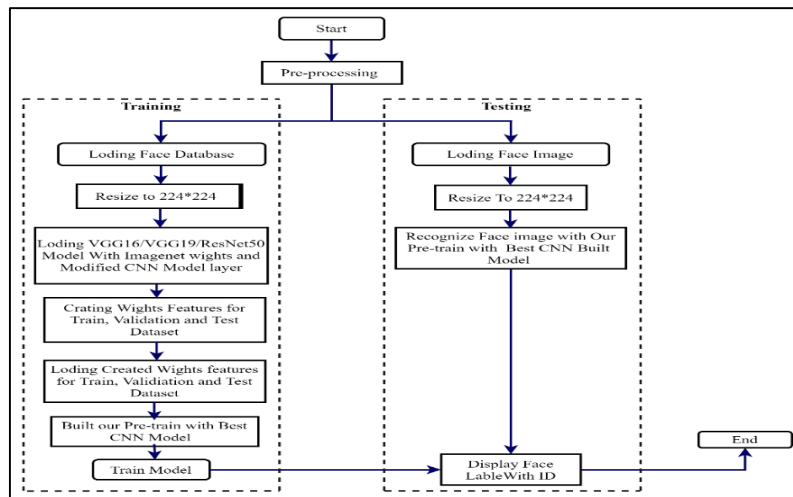 Start
Pre-processing
Training
Loding Face Database
Resize to 224*224
Loding VGG16/VGG19/ResNet50
Model With Imagenet wights and
Modified CNN Model layer
Crating Wights Features for
Train, Validation and Test
Dataset
Loding Created Wights features
for Train, Validiation and Test
Dataset
Built our Pre-train with Best
CNN Model
Train Model
Testing
Loding Face Image
Resize To 224*224
Recognize Face image with Our
Pre-train with Best CNN Built
Model
Display Face
LableWith ID
End